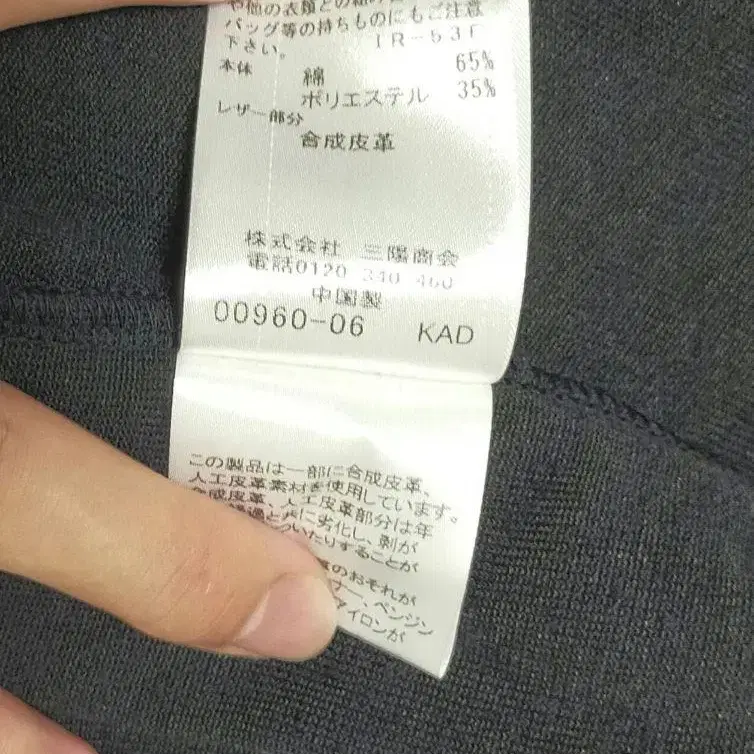 や他の衣類との
バッグ等の持ちものにもご注意
下さい。 IR-53F
本体 綿 65%
ポリエステル 35%
レザー部分
合成皮革
株式会社 三陽商会
電話0120 340 460
中国製
00960-06 KAD
この製品は一部に合成皮革、
人工皮革素材を使用しています。
合成皮革、人工皮革部分は年
共に劣化し、剥が
いたりすることが
のおそれが
ナー、ベンジン
アイロンが